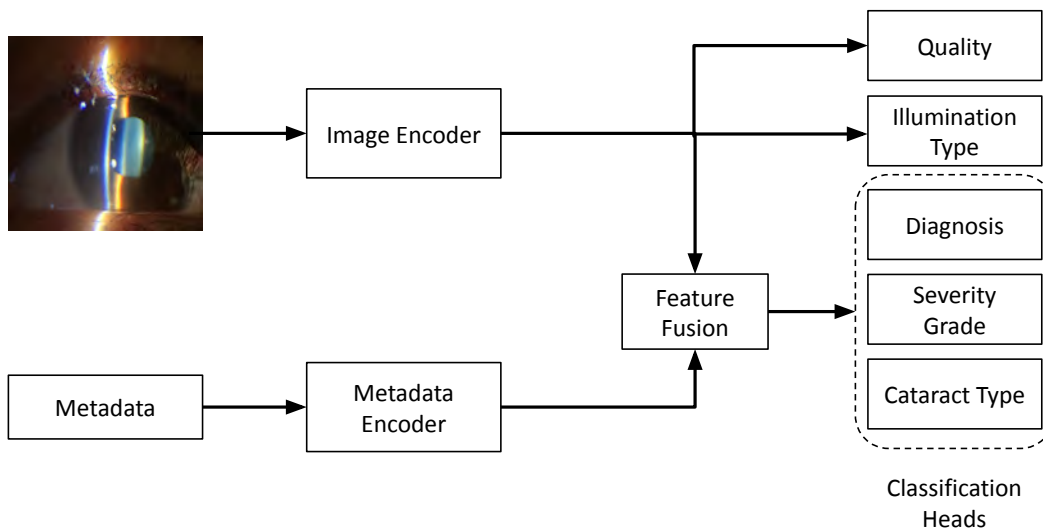 Quality
Image Encoder
Illumination
Type
Diagnosis
Feature
Fusion
Severity
Grade
Metadata
Metadata
Encoder
Cataract Type
Classification
Heads